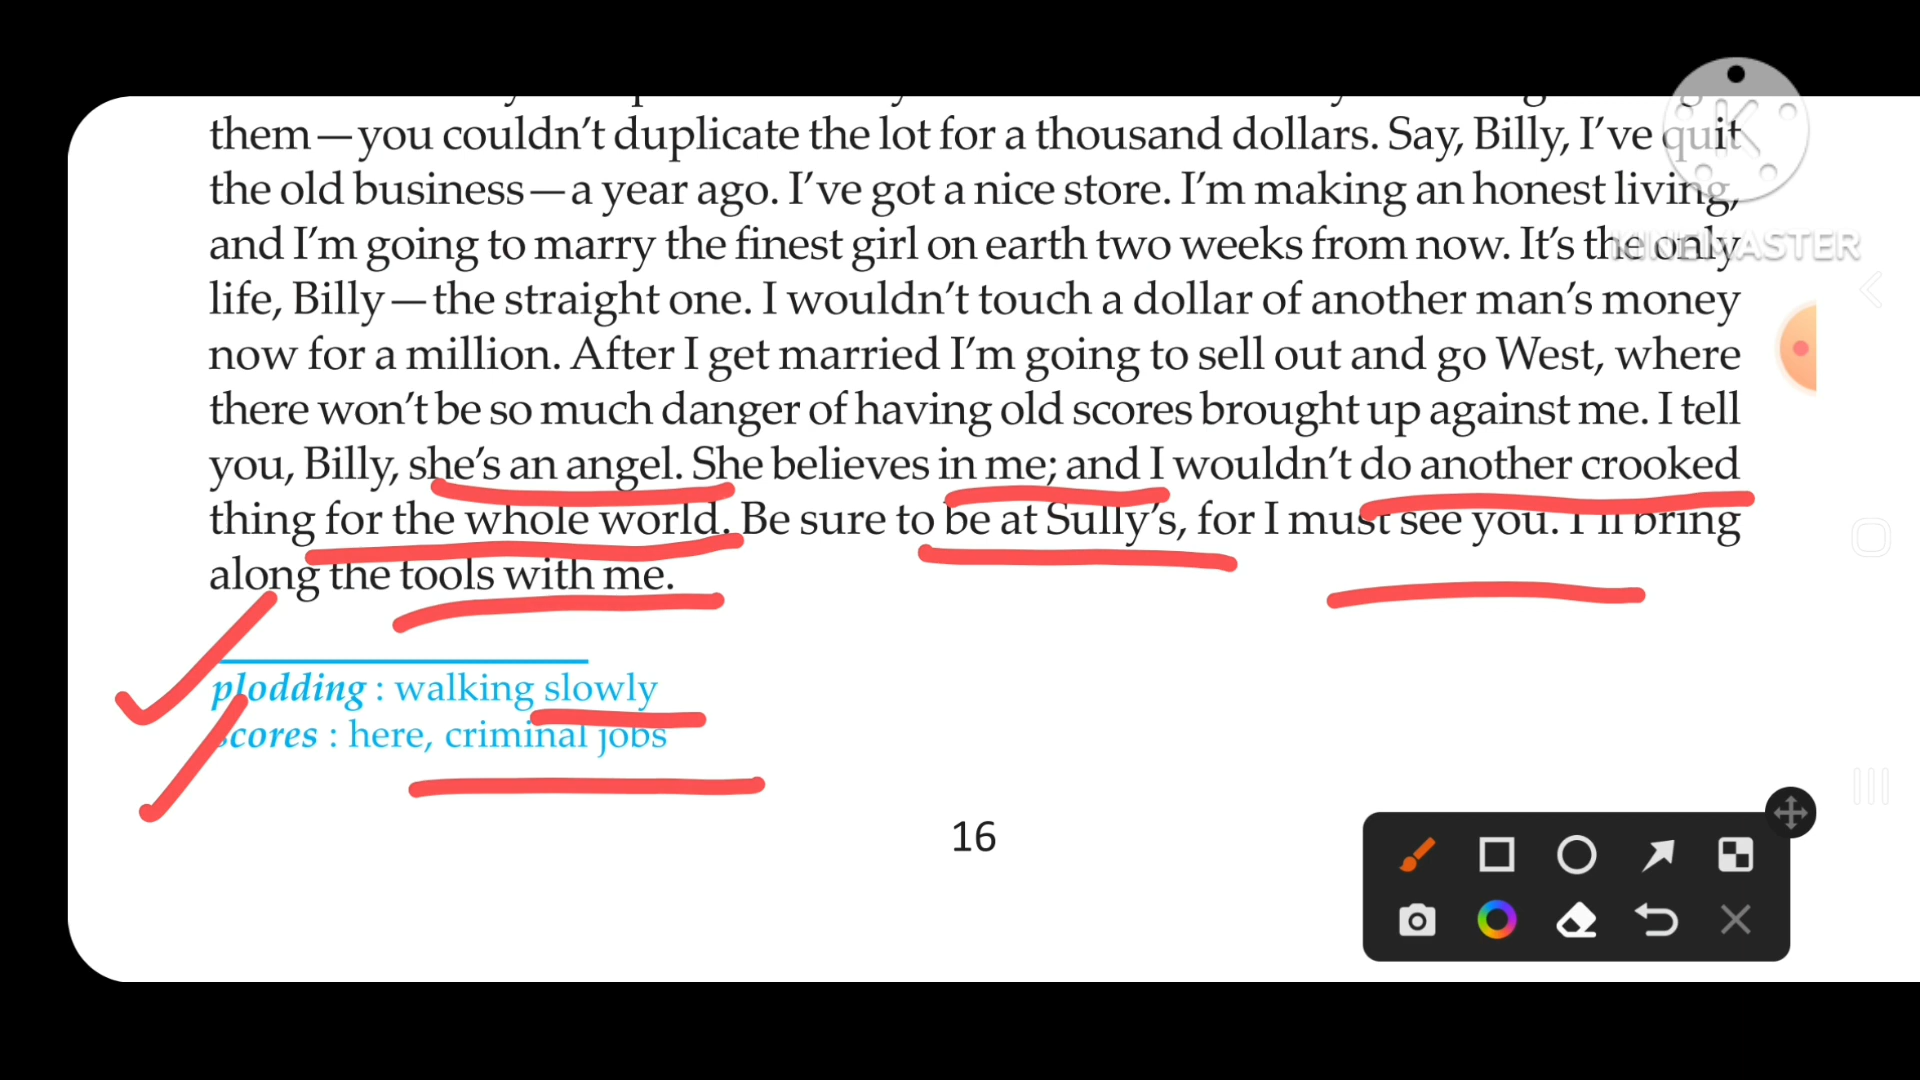 them—you couldn't duplicate the lot for a thousand dollars. Say, Billy, I've quit
the old business—a year ago. I've got a nice store. I'm making an honest living,
and I'm going to marry the finest girl on earth two weeks from now. It's the only
life, Billy—the straight one. I wouldn't touch a dollar of another man's money
now for a million. After I get married I'm going to sell out and go West, where
there won't be so much danger of having old scores brought up against me. I tell
you, Billy, she's an angel. She believes in me; and I wouldn't do another crooked
thing for the whole world. Be sure to be at Sully's, for I must see you. I'll bring
along the tools with me.
plodding : walking slowly
scores : here, criminal jobs
16
K
KINEMASTER